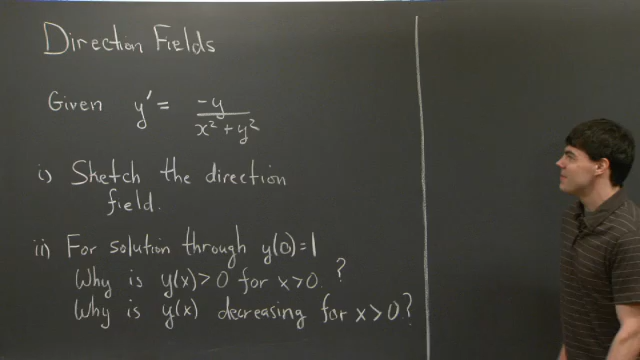 Direction Fields
Given y' = -y / x² + y²
i) Sketch the direction
field.
ii) For solution through y(0)=1
Why is y(x)>0 for x>0. ?
Why is y(x) decreasing for x>0?